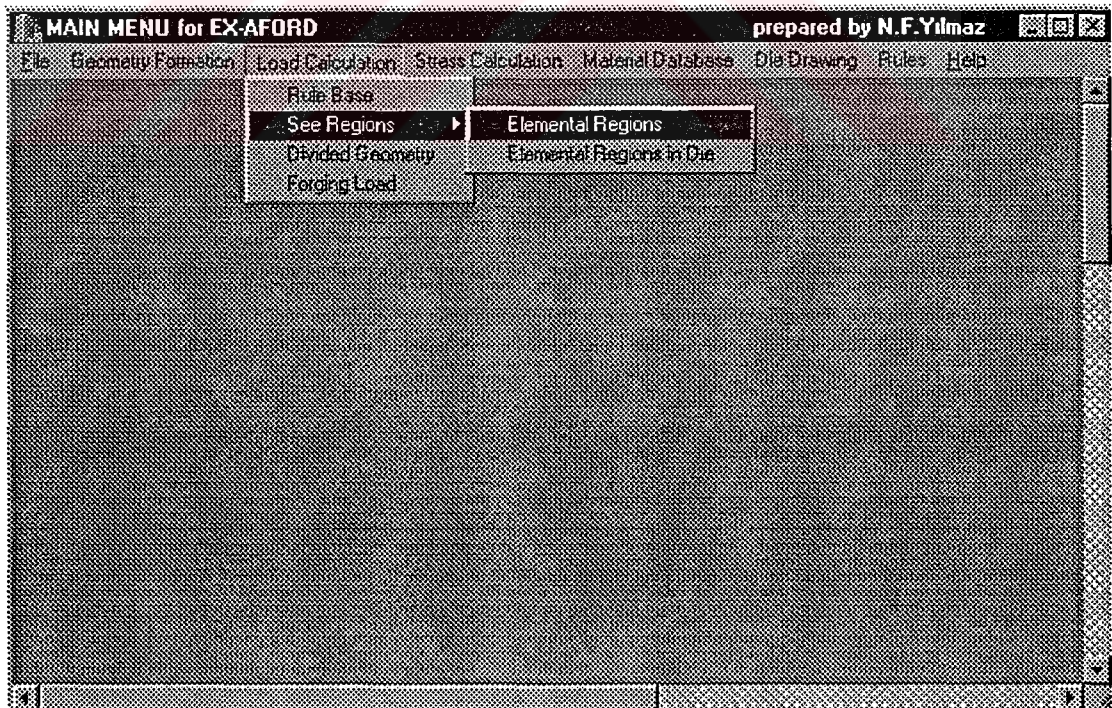 MAIN MENU for EX-AFORD prepared by N.F.Yılmaz
File Geometry Formation Load Calculation Stress Calculation Material Database Die Drawing Rules Help
Rule Base
See Regions Elemental Regions
Divided Geometry Elemental Regions in Die
Forging Load